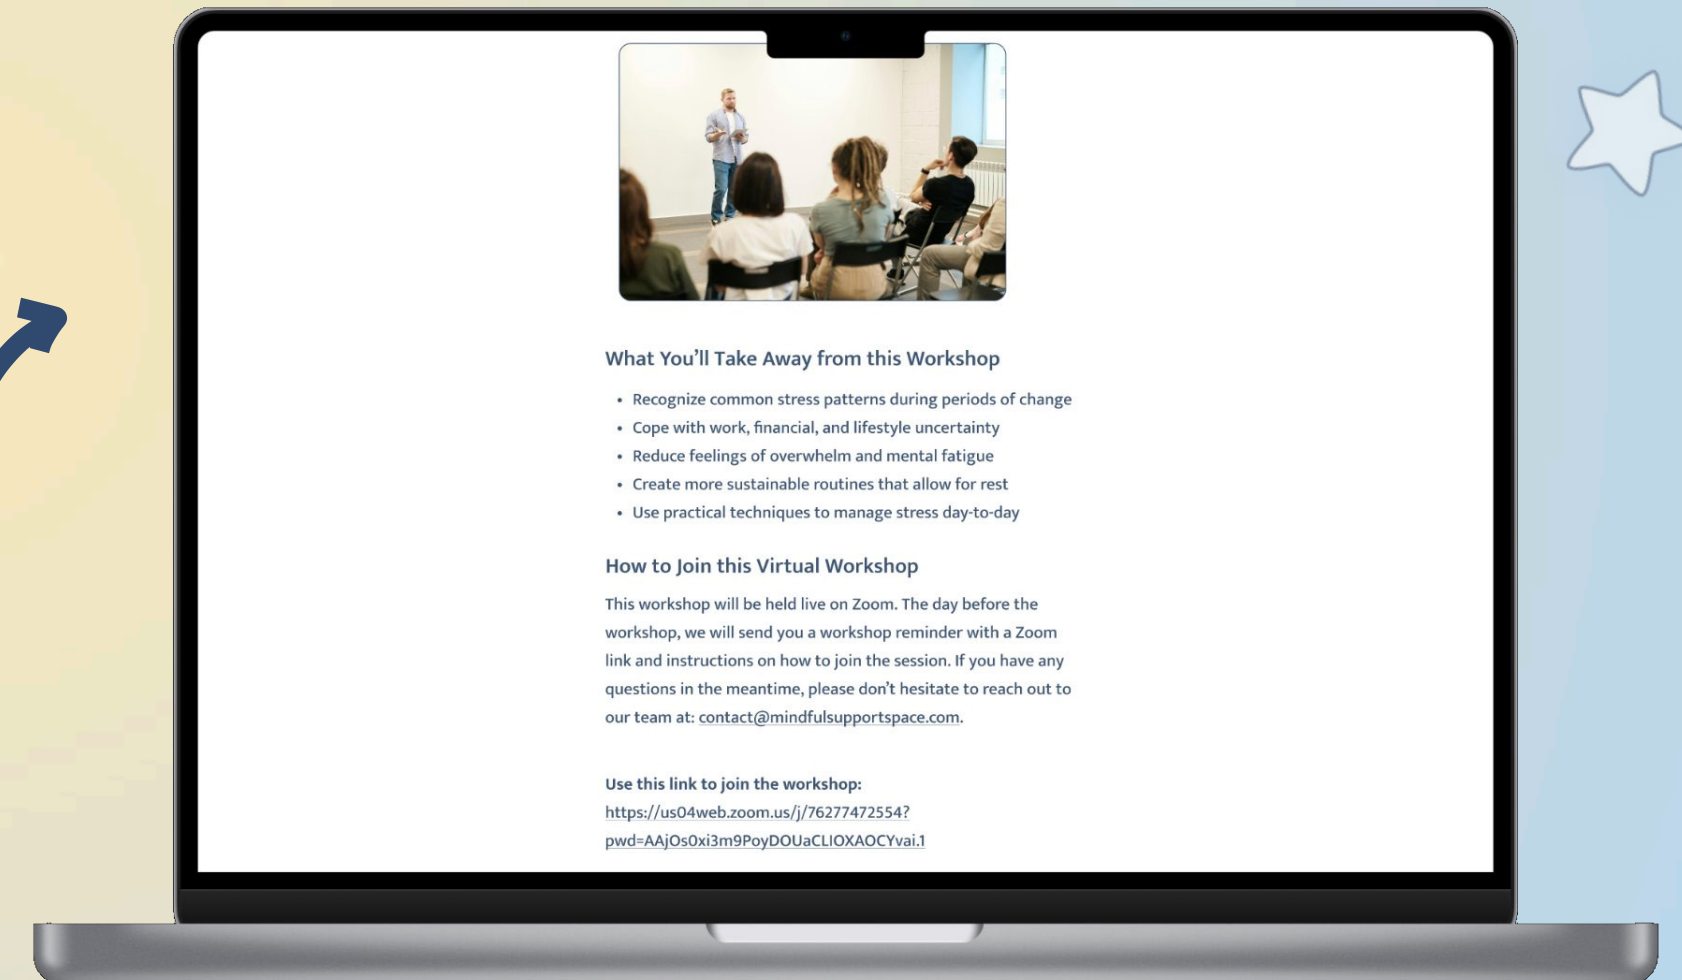 What You’ll Take Away from this Workshop
• Recognize common stress patterns during periods of change
• Cope with work, financial, and lifestyle uncertainty
• Reduce feelings of overwhelm and mental fatigue
• Create more sustainable routines that allow for rest
• Use practical techniques to manage stress day-to-day
How to Join this Virtual Workshop
This workshop will be held live on Zoom. The day before the
workshop, we will send you a workshop reminder with a Zoom
link and instructions on how to join the session. If you have any
questions in the meantime, please don’t hesitate to reach out to
our team at: contact@mindfulsupportspace.com.
Use this link to join the workshop:
https://us04web.zoom.us/j/76277472554?
pwd=AAjOs0xi3m9PoyDOUaCLIOXAOCYvai.1